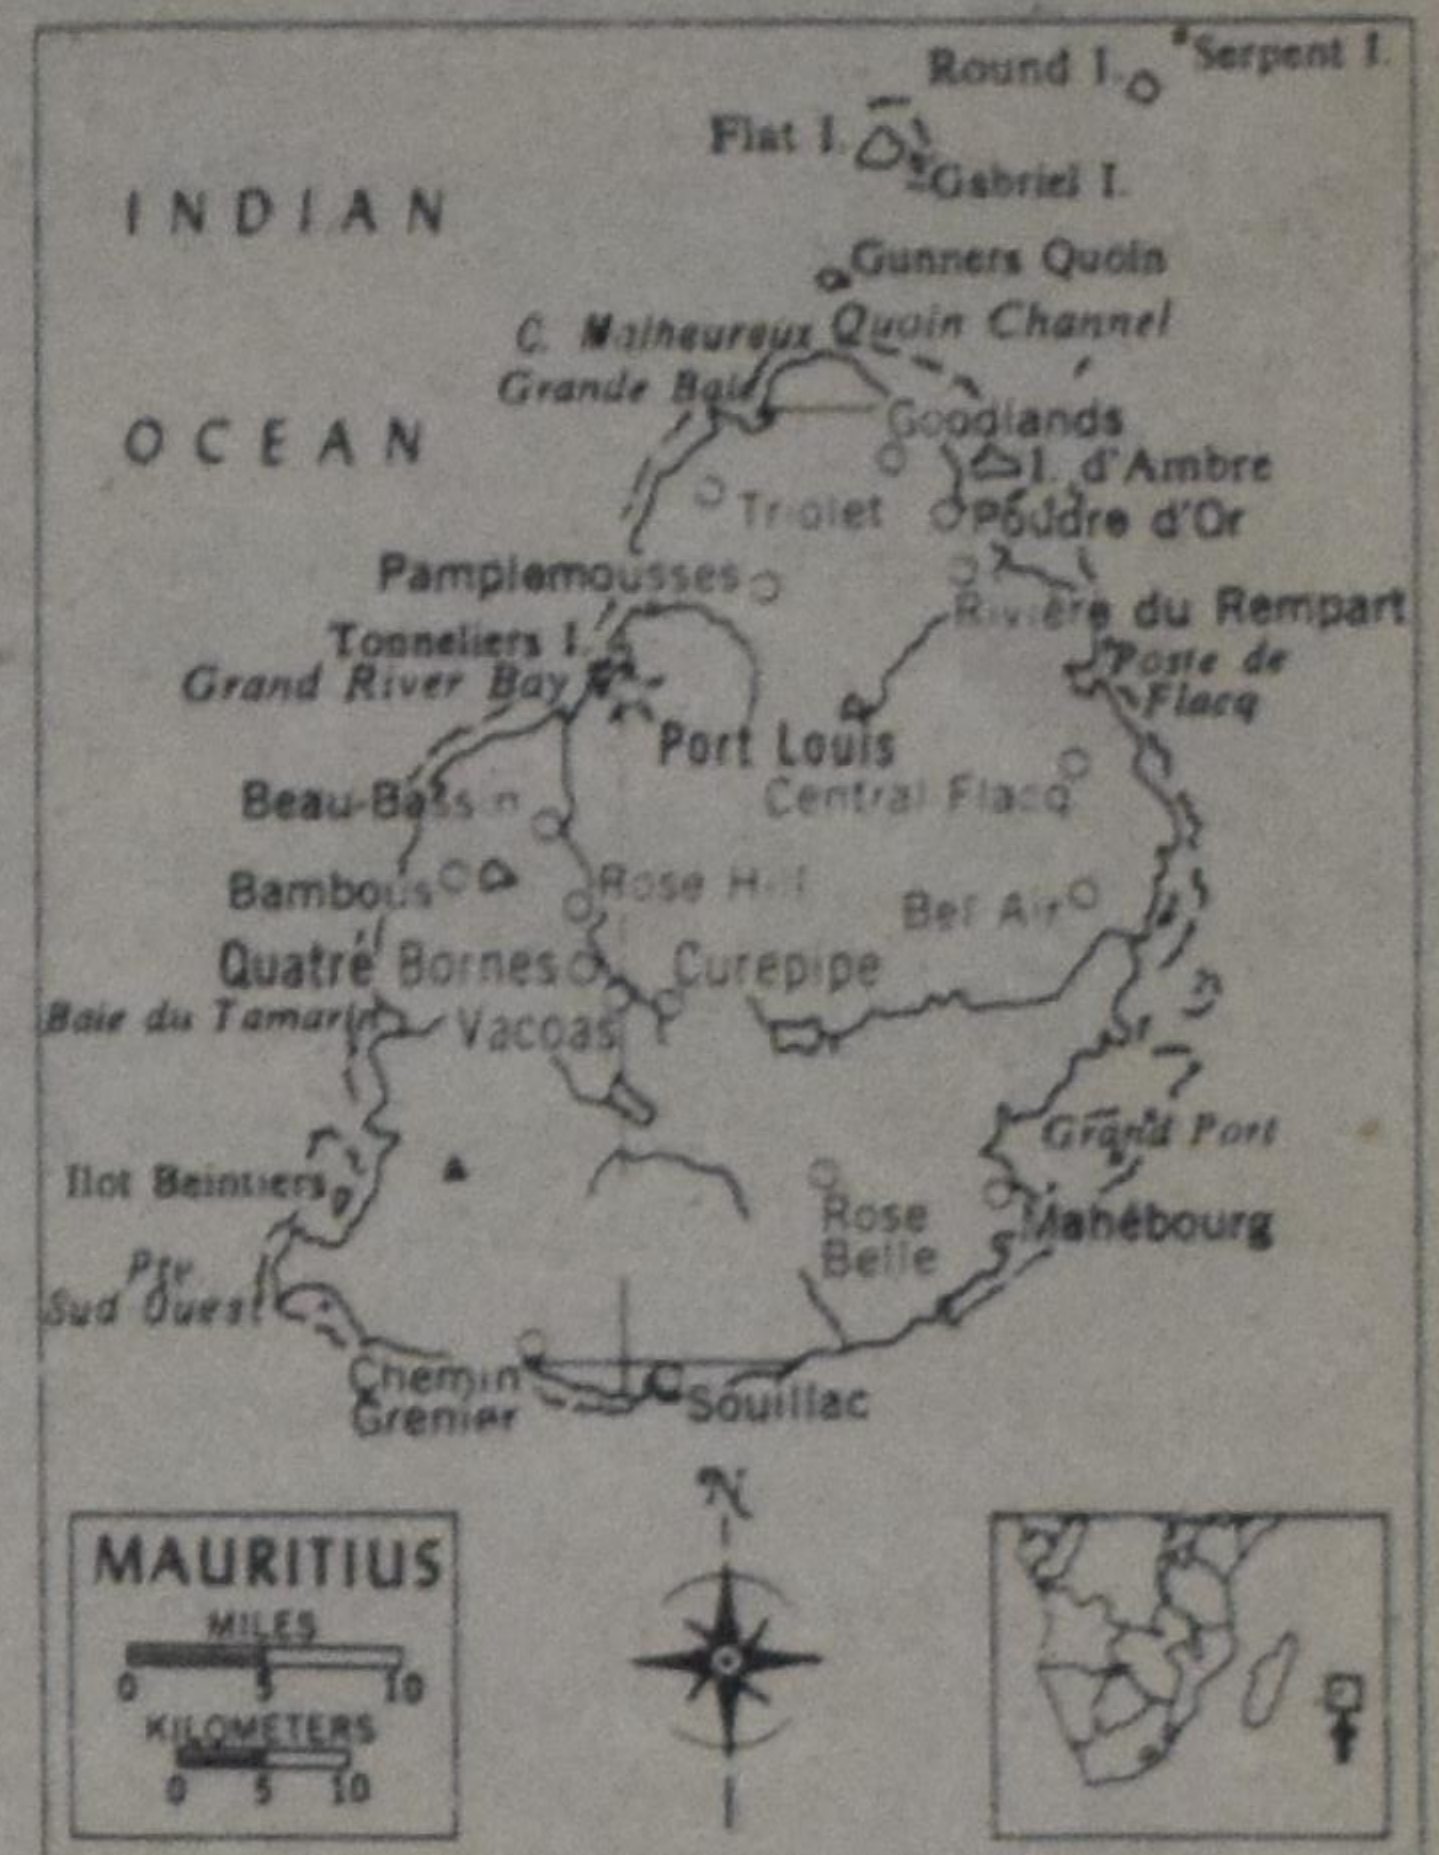 Serpent I.
Round I.
Flat I.
Gabriel I.
INDIAN
Gunners Quoin
C. Malheureux Quoin Channel
Grande Baie
OCEAN
Goodlands
I. d'Ambre
Triolet
Poudre d'Or
Pamplemousses
Rivière du Rempart
Tonneliers I.
Grand River Bay
Poste de
Flacq
Port Louis
Beau-Bassin
Central Flacq
Bambous
Rose Hill
Bel Air
Quatre Bornes
Curepipe
Baie du Tamarin
Vacoas
Grand Port
Ilot Beintiers
Rose
Belle
Mahébourg
Sud Ouest
Chemin
Grenier
Souillac
N
MAURITIUS
MILES
0 5 10
KILOMETERS
0 5 10